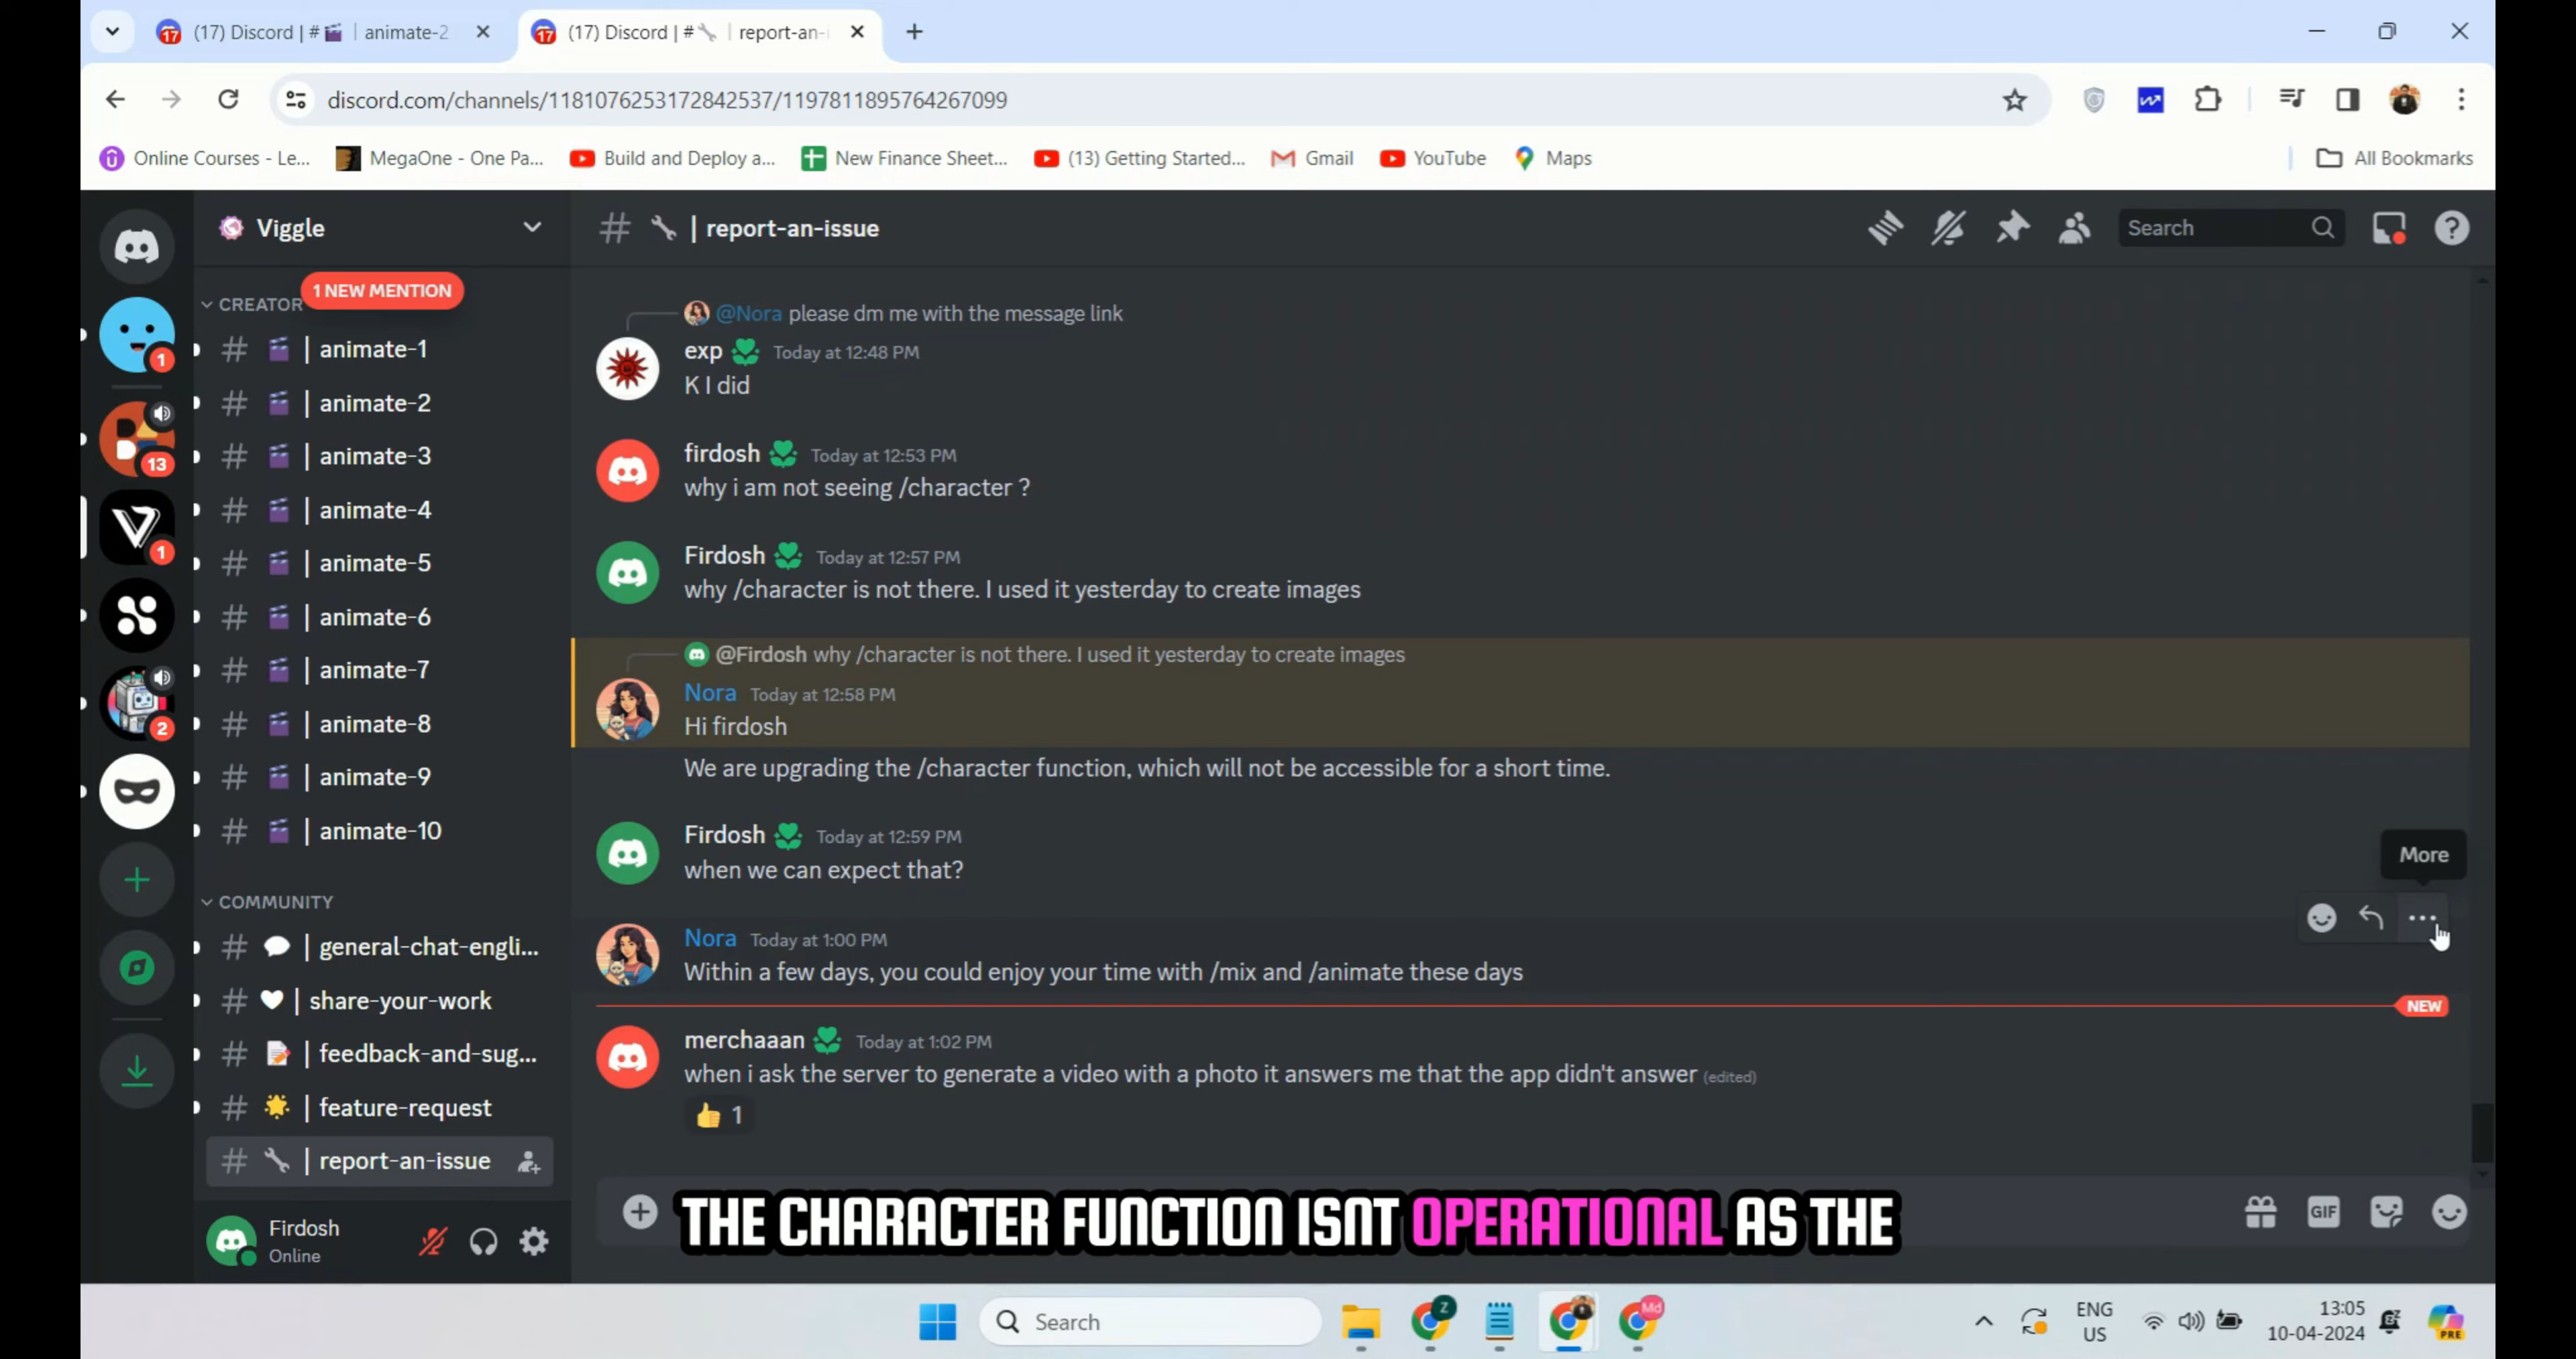 (17) Discord | # | animate-2
(17) Discord | # | report-an-i
discord.com/channels/1181076253172842537/1197811895764267099
Online Courses - Le...
MegaOne - One Pa...
Build and Deploy a...
New Finance Sheet...
(13) Getting Started...
Gmail
YouTube
Maps
All Bookmarks
Viggle
# | report-an-issue
Search
1 NEW MENTION
CREATOR
# | animate-1
# | animate-2
# | animate-3
# | animate-4
# | animate-5
# | animate-6
# | animate-7
# | animate-8
# | animate-9
# | animate-10
COMMUNITY
# | general-chat-engli...
# | share-your-work
# | feedback-and-sug...
# | feature-request
# | report-an-issue
1
13
1
2
Firdosh
Online
@Nora please dm me with the message link
exp Today at 12:48 PM
K I did
firdosh Today at 12:53 PM
why i am not seeing /character ?
Firdosh Today at 12:57 PM
why /character is not there. I used it yesterday to create images
@Firdosh why /character is not there. I used it yesterday to create images
Nora Today at 12:58 PM
Hi firdosh
We are upgrading the /character function, which will not be accessible for a short time.
Firdosh Today at 12:59 PM
when we can expect that?
More
Nora Today at 1:00 PM
Within a few days, you could enjoy your time with /mix and /animate these days
NEW
merchaaan Today at 1:02 PM
when i ask the server to generate a video with a photo it answers me that the app didn't answer (edited)
👍 1
THE CHARACTER FUNCTION ISNT OPERATIONAL AS THE
GIF
Search
Z
Md
ENG
US
13:05
10-04-2024
PRE